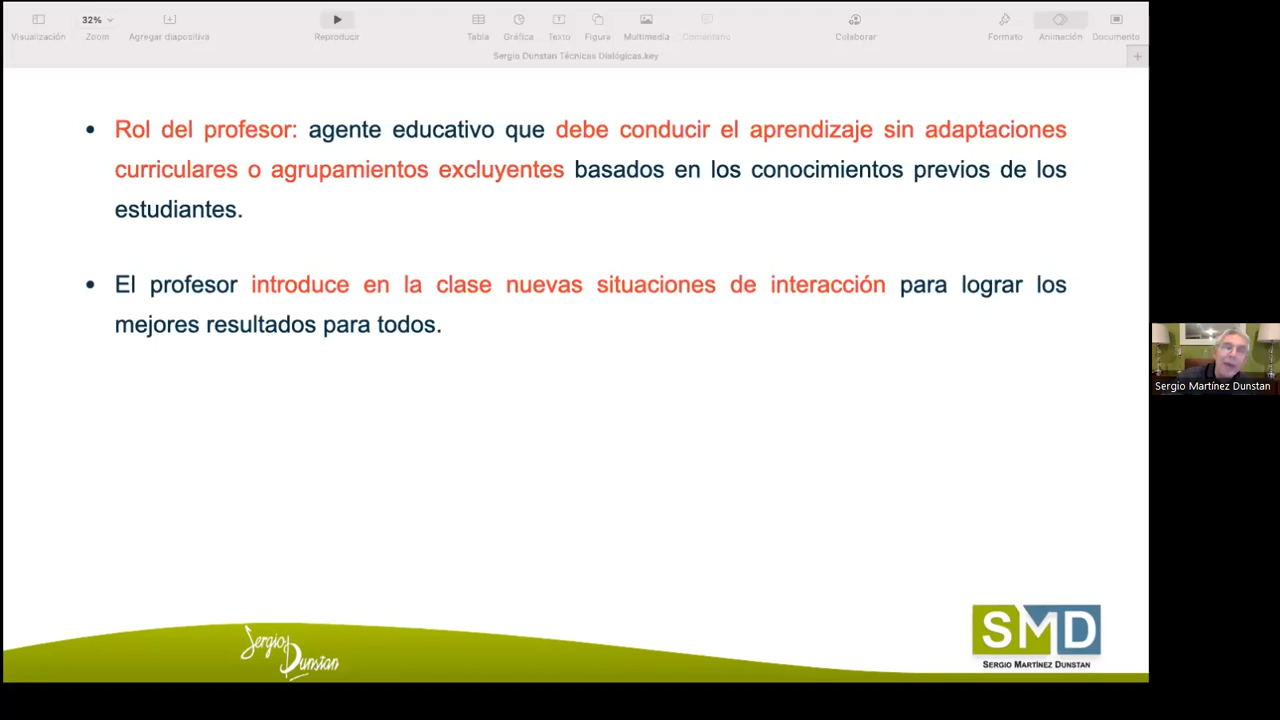 32%
Visualización
Zoom
Agregar diapositiva
Reproducir
Tabla
Gráfica
Texto
Figura
Multimedia
Comentario
Colaborar
Formato
Animación
Documento
Sergio Dunstan Técnicas Dialógicas.key
• Rol del profesor: agente educativo que debe conducir el aprendizaje sin adaptaciones
curriculares o agrupamientos excluyentes basados en los conocimientos previos de los
estudiantes.
• El profesor introduce en la clase nuevas situaciones de interacción para lograr los
mejores resultados para todos.
Sergio Martínez Dunstan
Sergio
Dunstan
SMD
SERGIO MARTÍNEZ DUNSTAN